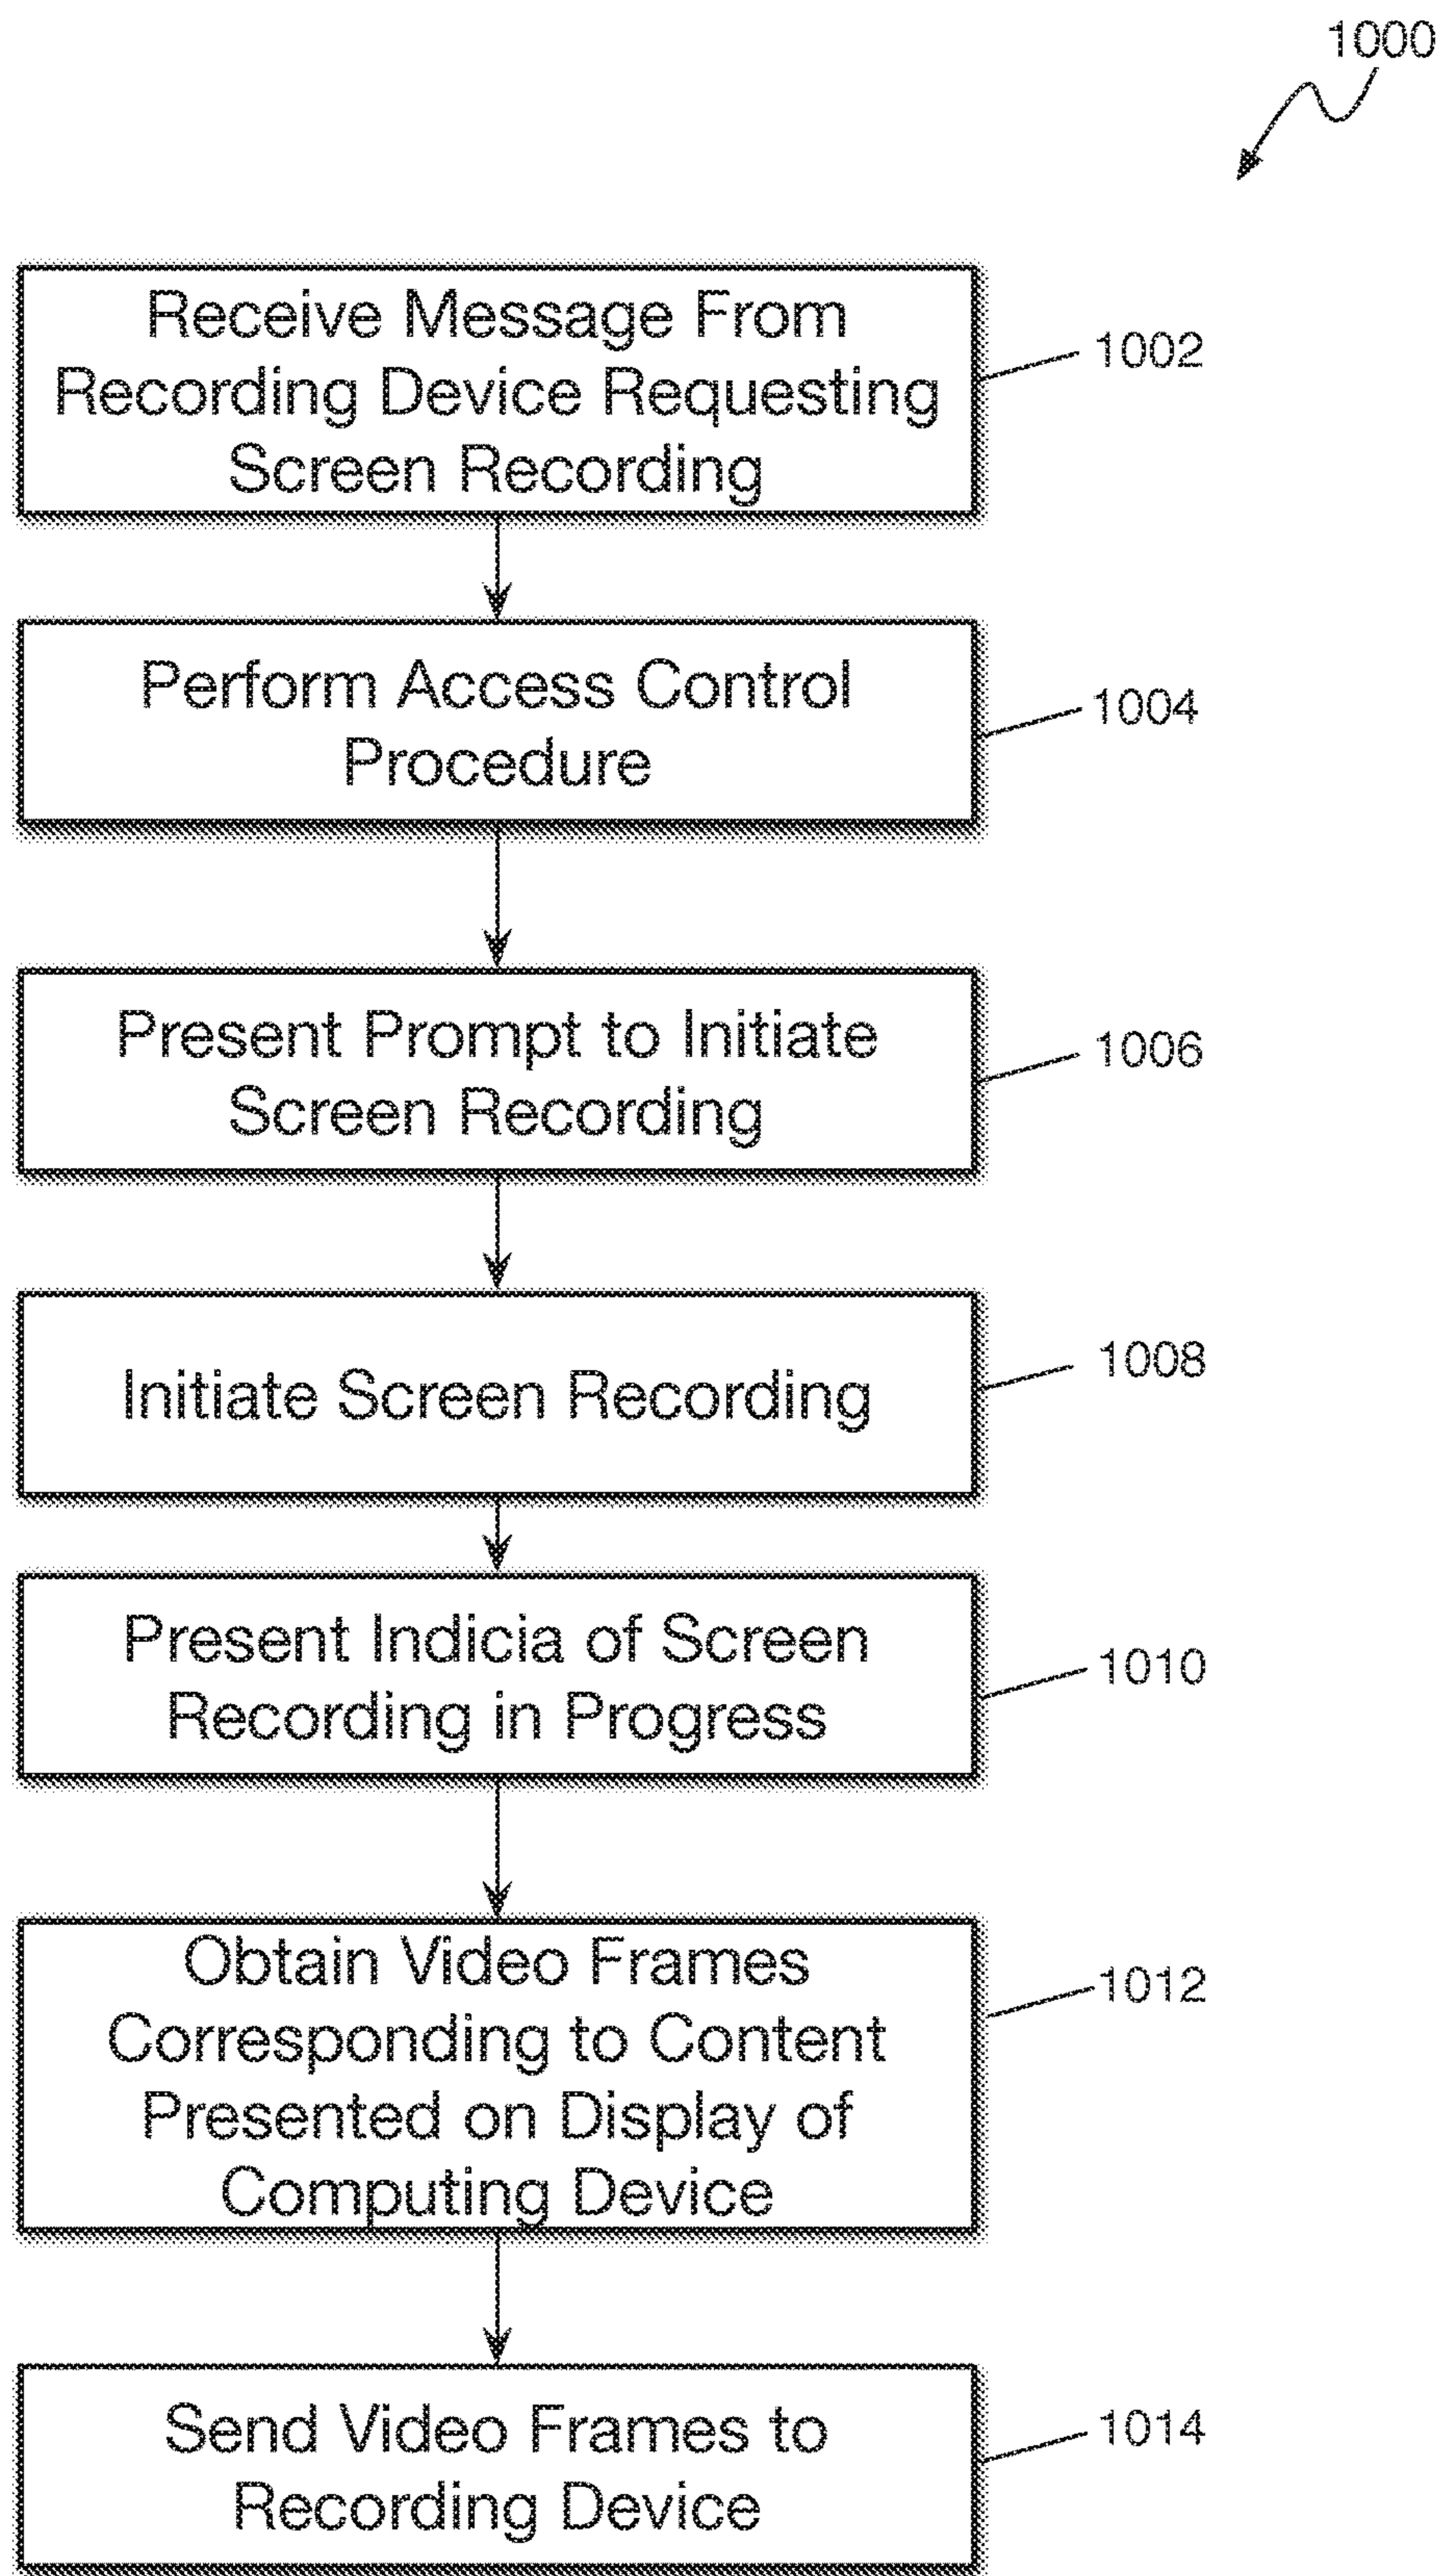 1000
Receive Message From
Recording Device Requesting
Screen Recording
1002
Perform Access Control
Procedure
1004
Present Prompt to Initiate
Screen Recording
1006
Initiate Screen Recording
1008
Present Indicia of Screen
Recording in Progress
1010
Obtain Video Frames
Corresponding to Content
Presented on Display of
Computing Device
1012
Send Video Frames to
Recording Device
1014